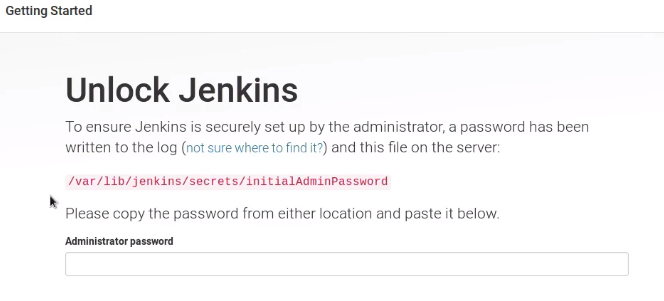 Getting Started
Unlock Jenkins
To ensure Jenkins is securely set up by the administrator, a password has been
written to the log (not sure where to find it?) and this file on the server:
/var/lib/jenkins/secrets/initialAdminPassword
Please copy the password from either location and paste it below.
Administrator password